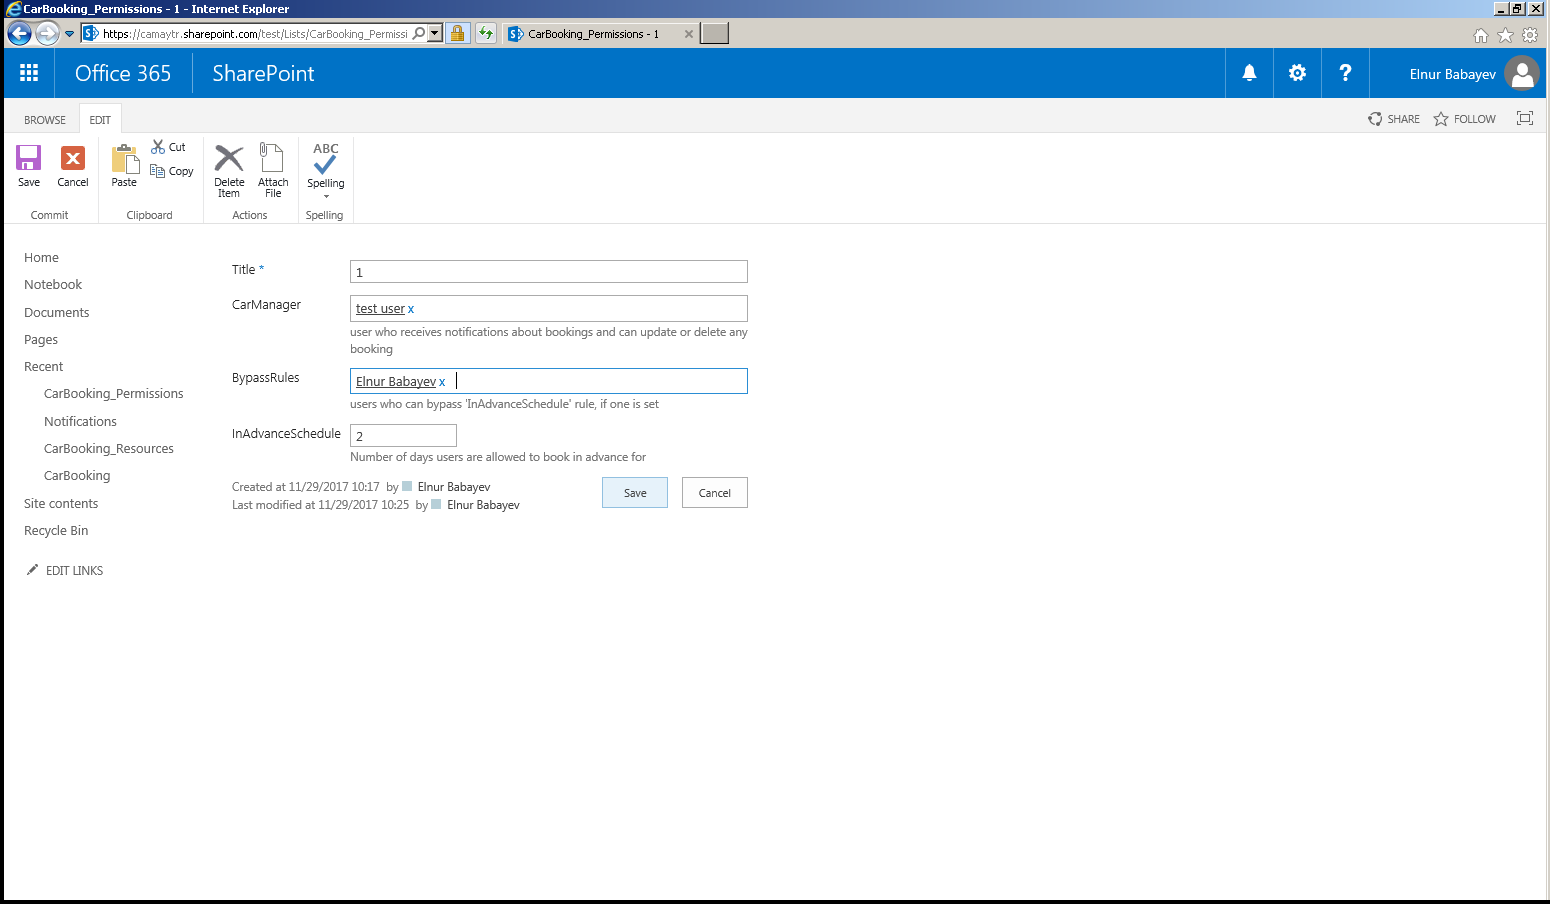 CarBooking_Permissions - 1 - Internet Explorer
https://camaytr.sharepoint.com/test/Lists/CarBooking_Permissi
CarBooking_Permissions - 1
Office 365
SharePoint
Elnur Babayev
BROWSE
EDIT
SHARE
FOLLOW
Save
Cancel
Commit
Paste
Cut
Copy
Clipboard
Delete
Item
Attach
File
Actions
ABC
Spelling
Spelling
Home
Notebook
Documents
Pages
Recent
CarBooking_Permissions
Notifications
CarBooking_Resources
CarBooking
Site contents
Recycle Bin
EDIT LINKS
Title *
1
CarManager
test user x
user who receives notifications about bookings and can update or delete any
booking
BypassRules
Elnur Babayev x
users who can bypass 'InAdvanceSchedule' rule, if one is set
InAdvanceSchedule
2
Number of days users are allowed to book in advance for
Created at 11/29/2017 10:17 by Elnur Babayev
Last modified at 11/29/2017 10:25 by Elnur Babayev
Save
Cancel